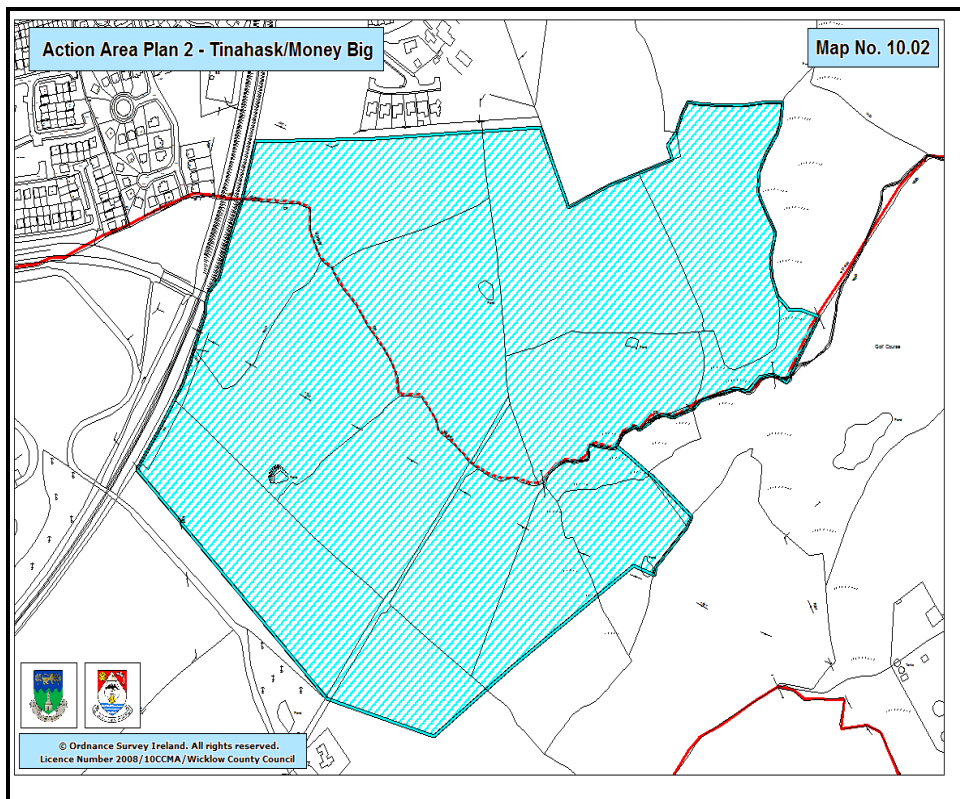 Action Area Plan 2 - Tinahask/Money Big
Map No. 10.02
Golf Course
© Ordnance Survey Ireland. All rights reserved.
Licence Number 2008/10CCMA/Wicklow County Council